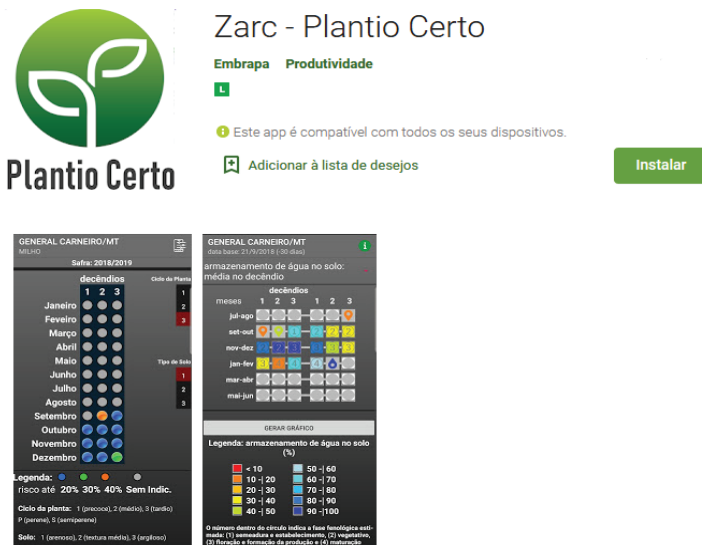 Zarc - Plantio Certo
Embrapa Produtividade
L
Este app é compatível com todos os seus dispositivos.
Adicionar à lista de desejos
Instalar
Plantio Certo
GENERAL CARNEIRO/MT
MILHO
Safra: 2018/2019
decêndios
Ciclo da Planta
1 2 3
1
2
3
Janeiro
Feveiro
Março
Abril
Maio
Tipo de Solo
Junho
1
Julho
2
Agosto
3
Setembro
Outubro
Novembro
Dezembro
Legenda:
risco até 20% 30% 40% Sem Indic.
Ciclo da planta: 1 (precoce), 2 (médio), 3 (tardio)
P (perene), S (semiperene)
Solo: 1 (arenoso), 2 (textura média), 3 (argiloso)
GENERAL CARNEIRO/MT
data base: 21/9/2018 (-30 dias)
armazenamento de água no solo:
média no decêndio
decêndios
meses 1 2 3 1 2 3
jul-ago
set-out
nov-dez
jan-fev
mar-abr
mai-jun
GERAR GRÁFICO
Legenda: armazenamento de água no solo
(%)
< 10 50 -| 60
10 -| 20 60 -| 70
20 -| 30 70 -| 80
30 -| 40 80 -| 90
40 -| 50 90 -|100
O número dentro do círculo indica a fase fenológica esti-
mada: (1) semeadura e estabelecimento, (2) vegetativo,
(3) floração e formação da produção e (4) maturação